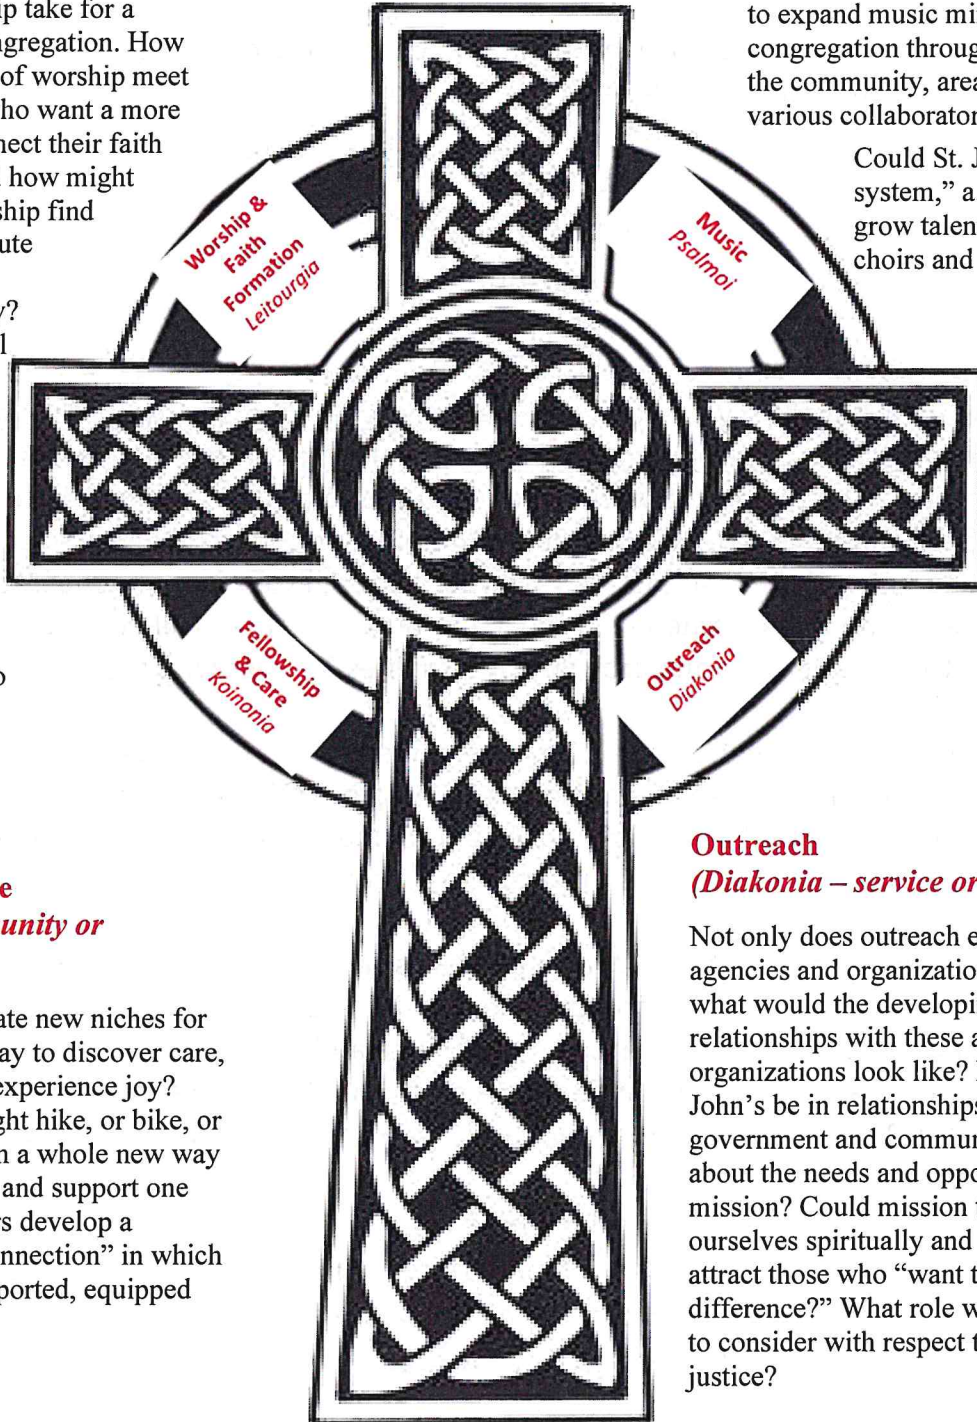 ip take for a
ngregation. How
of worship meet
ho want a more
nect their faith
how might
ship find
ute
y?
to expand music mi
congregation throug
the community, area
various collaborator
Could St. J
system,” a
grow talen
choirs and
Worship &
Faith
Formation
Leitourgia
Music
Psalmoi
Fellowship
& Care
Koinonia
Outreach
Diakonia
o
e
unity or
ate new niches for
ay to discover care,
experience joy?
ght hike, or bike, or
n a whole new way
and support one
rs develop a
nnection” in which
ported, equipped
Outreach
(Diakonia – service or
Not only does outreach e
agencies and organizatio
what would the developi
relationships with these a
organizations look like?
John’s be in relationships
government and commun
about the needs and oppo
mission? Could mission t
ourselves spiritually and
attract those who “want t
difference?” What role w
to consider with respect t
justice?